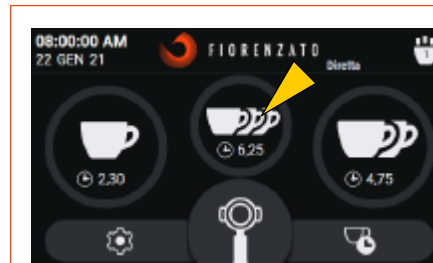 08:00:00 AM
22 GEN 21
FIORENZATO
Diretta
2,30
6,25
4,75